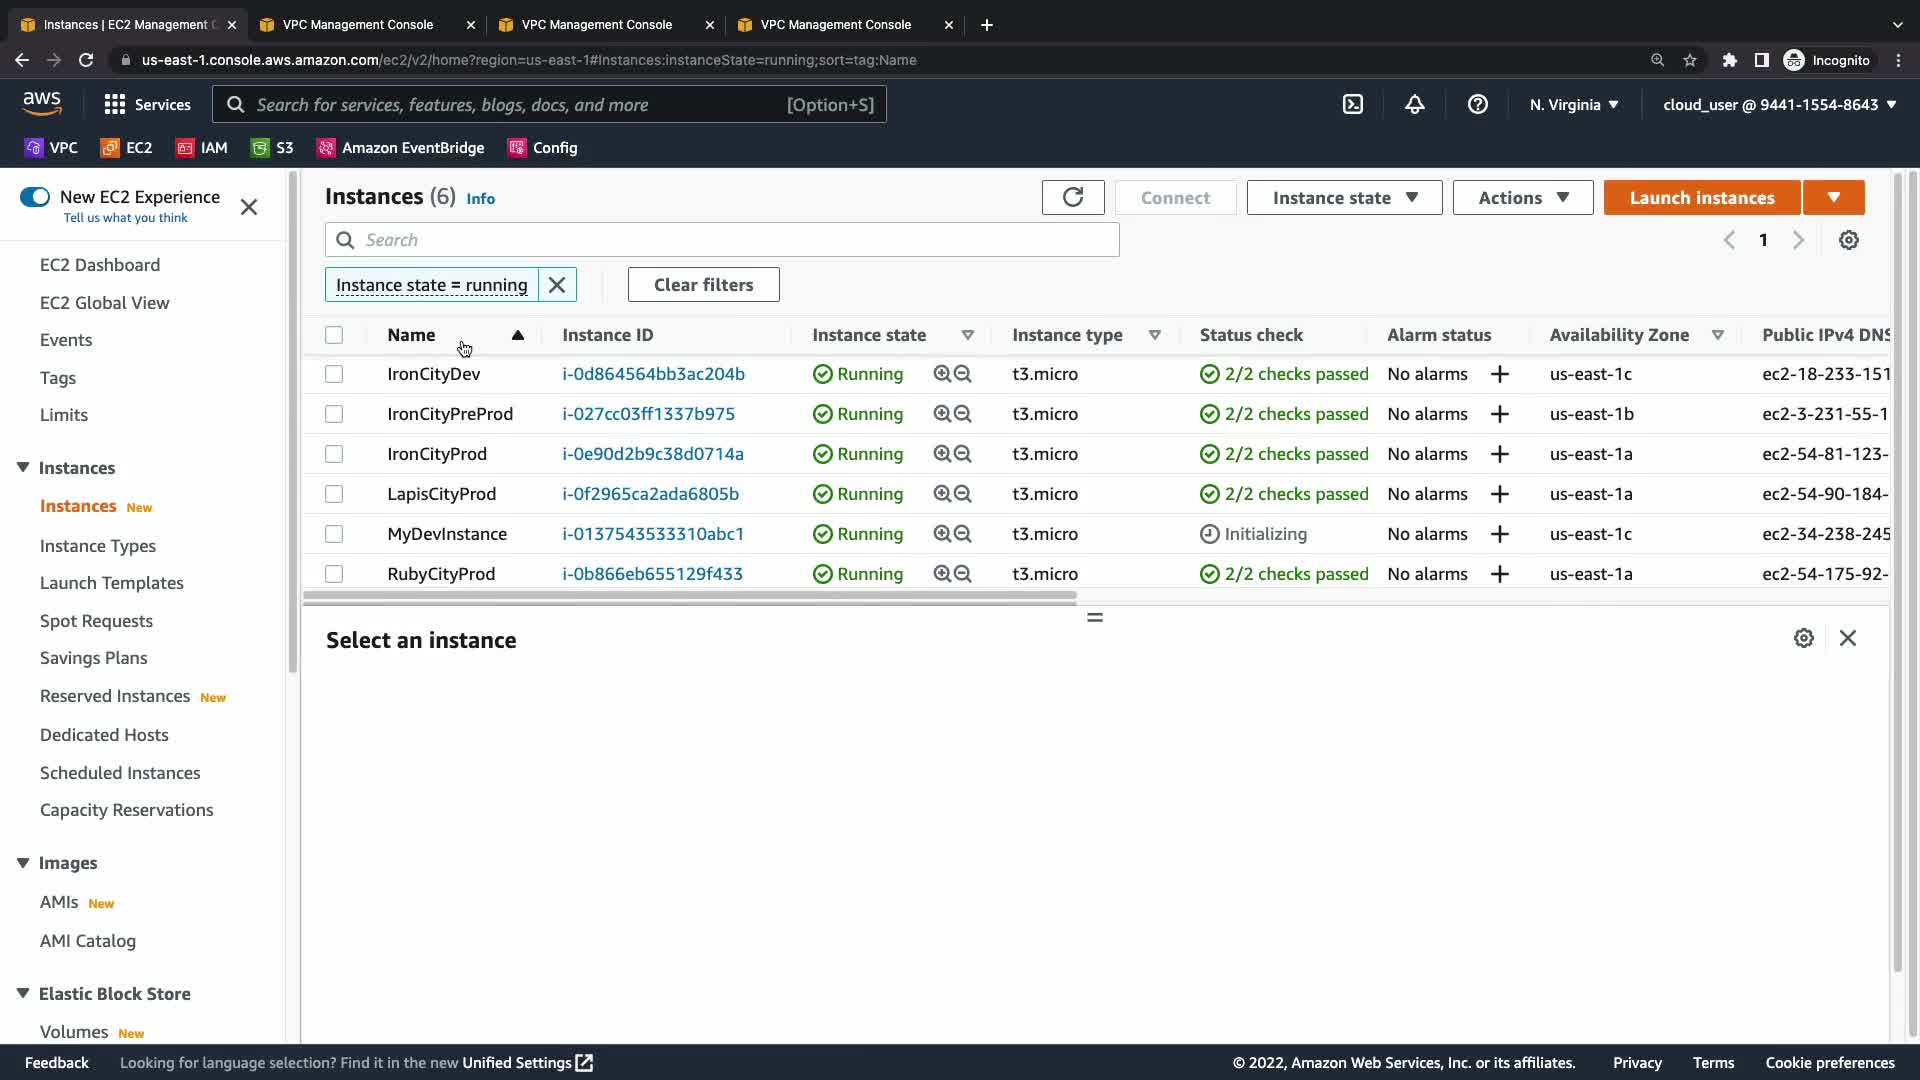 Instances | EC2 Management C
VPC Management Console
VPC Management Console
VPC Management Console
us-east-1.console.aws.amazon.com/ec2/v2/home?region=us-east-1#Instances:instanceState=running;sort=tag:Name
Incognito
aws
Services
Search for services, features, blogs, docs, and more
[Option+S]
N. Virginia
cloud_user @ 9441-1554-8643
VPC
EC2
IAM
S3
Amazon EventBridge
Config
New EC2 Experience
Tell us what you think
EC2 Dashboard
EC2 Global View
Events
Tags
Limits
Instances
Instances New
Instance Types
Launch Templates
Spot Requests
Savings Plans
Reserved Instances New
Dedicated Hosts
Scheduled Instances
Capacity Reservations
Images
AMIs New
AMI Catalog
Elastic Block Store
Volumes New
Instances (6) Info
Connect
Instance state
Actions
Launch instances
Search
1
Instance state = running
Clear filters
Name Instance ID Instance state Instance type Status check Alarm status Availability Zone Public IPv4 DNS
IronCityDev i-0d864564bb3ac204b Running t3.micro 2/2 checks passed No alarms us-east-1c ec2-18-233-151
IronCityPreProd i-027cc03ff1337b975 Running t3.micro 2/2 checks passed No alarms us-east-1b ec2-3-231-55-1
IronCityProd i-0e90d2b9c38d0714a Running t3.micro 2/2 checks passed No alarms us-east-1a ec2-54-81-123-
LapisCityProd i-0f2965ca2ada6805b Running t3.micro 2/2 checks passed No alarms us-east-1a ec2-54-90-184-
MyDevInstance i-0137543533310abc1 Running t3.micro Initializing No alarms us-east-1c ec2-34-238-245
RubyCityProd i-0b866eb655129f433 Running t3.micro 2/2 checks passed No alarms us-east-1a ec2-54-175-92-
Select an instance
Feedback
Looking for language selection? Find it in the new Unified Settings
© 2022, Amazon Web Services, Inc. or its affiliates.
Privacy
Terms
Cookie preferences